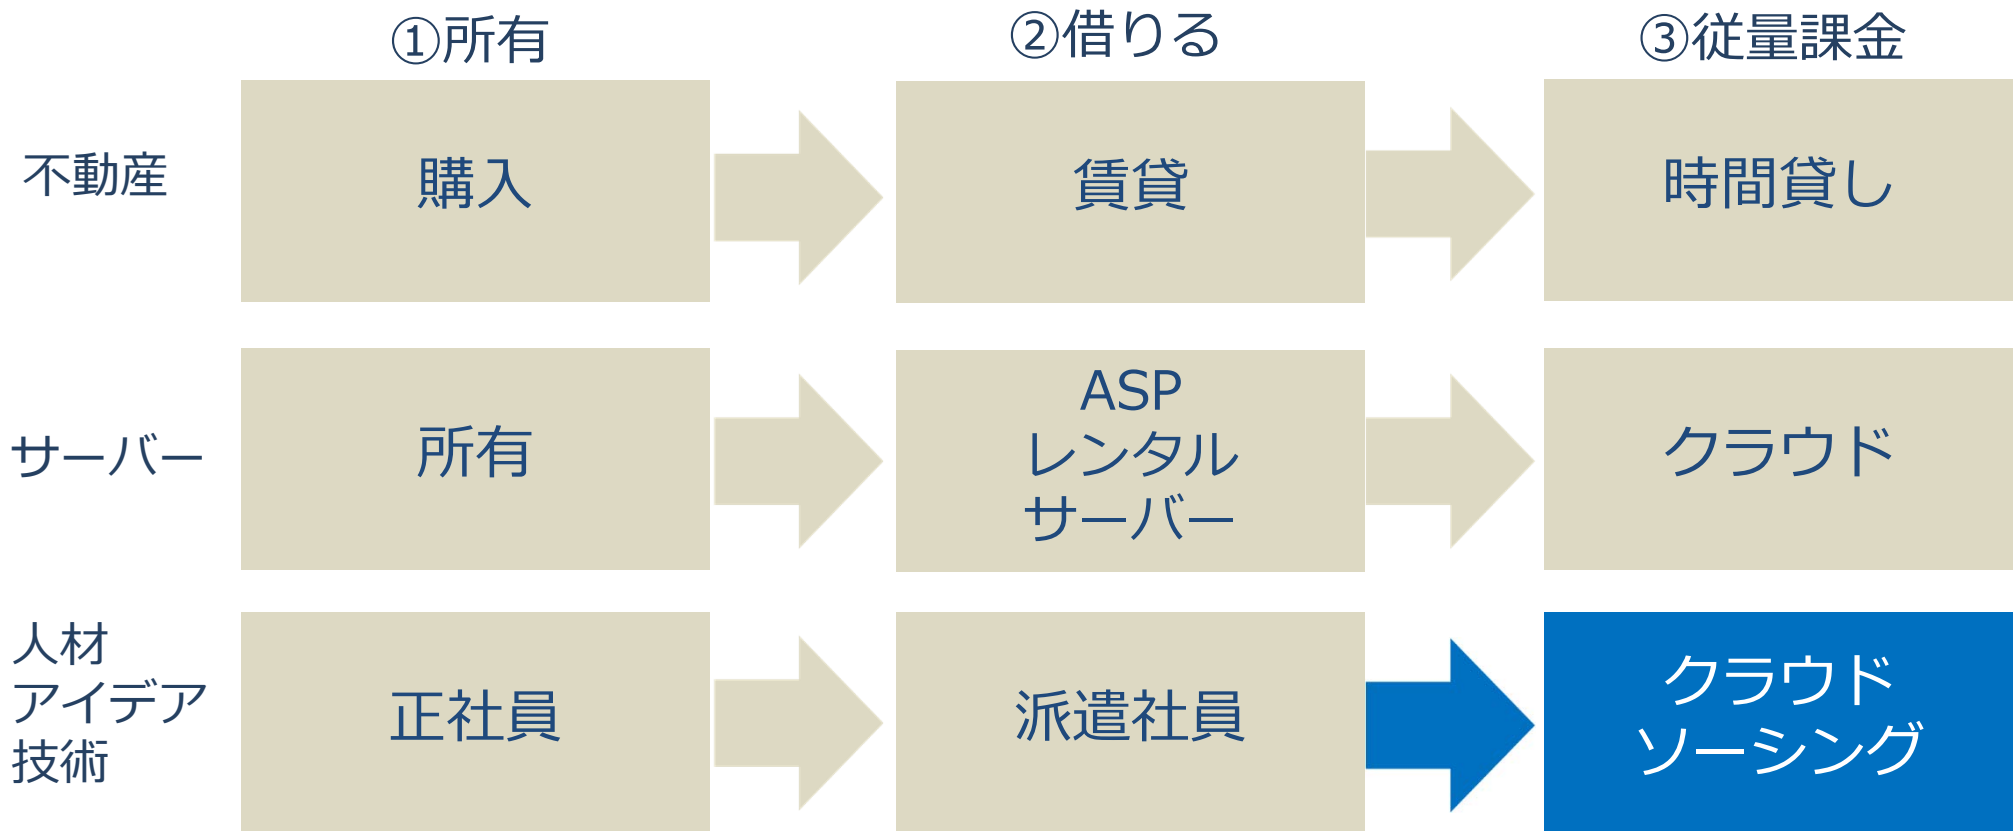 ①所有
②借りる
③従量課金
不動産
購入
賃貸
時間貸し
サーバー
所有
ASP
レンタル
サーバー
クラウド
人材
アイデア
技術
正社員
派遣社員
クラウド
ソーシング